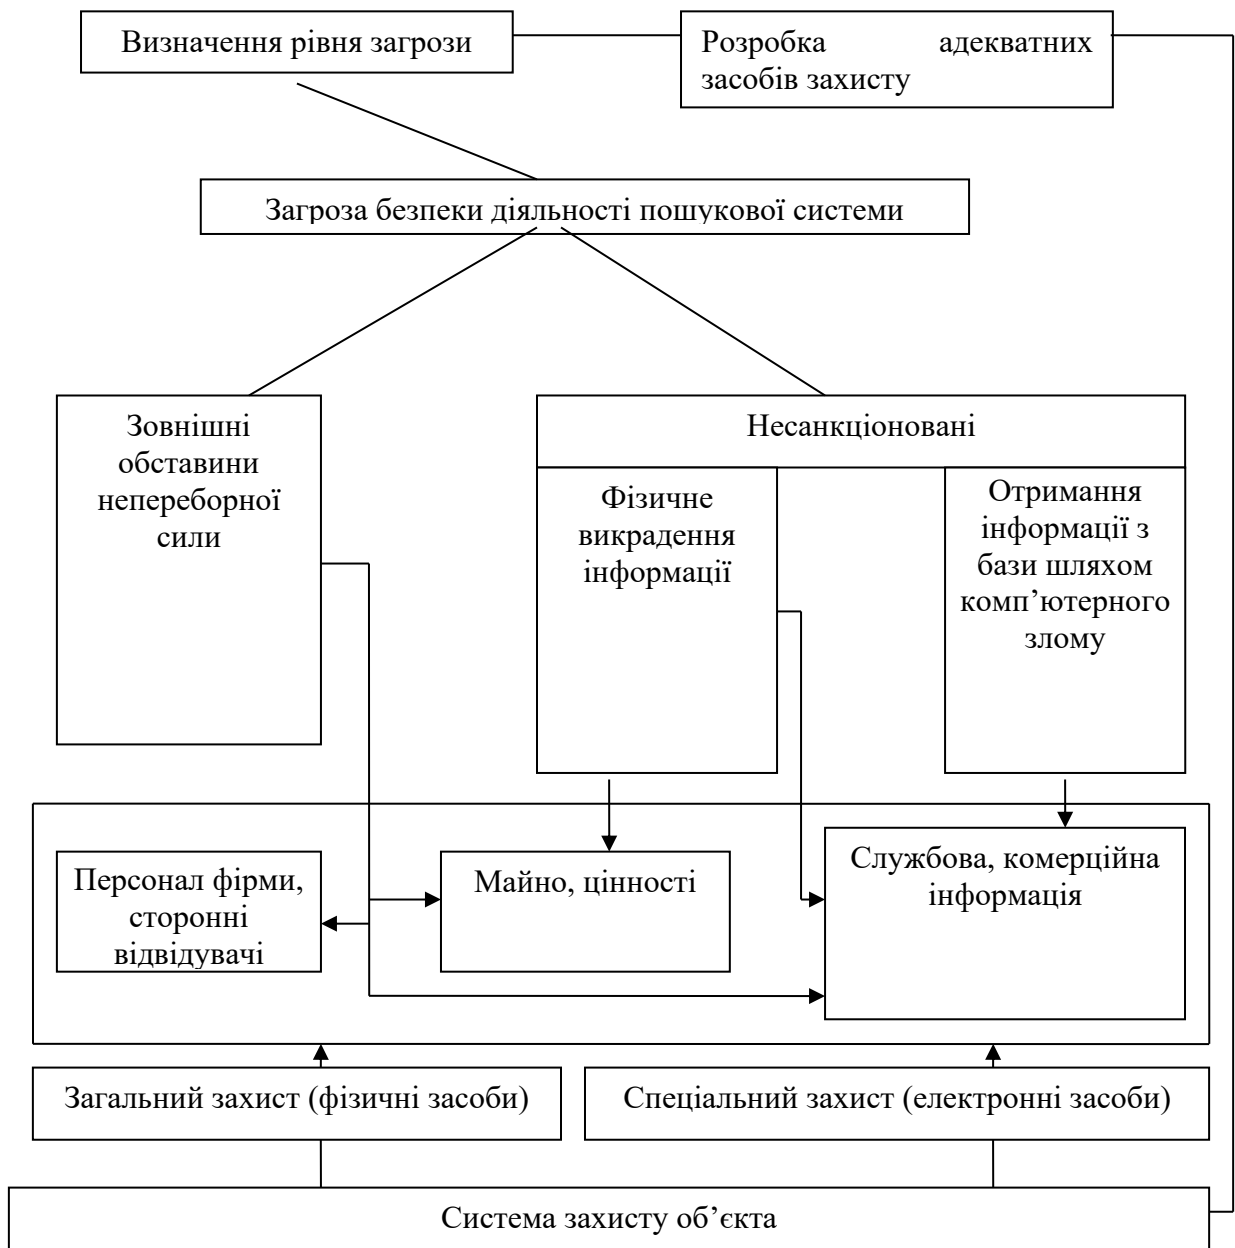 Визначення рівня загрози
Розробка адекватних
засобів захисту
Загроза безпеки діяльності пошукової системи
Зовнішні
обставини
непереборної
сили
Несанкціоновані
Фізичне
викрадення
інформації
Отримання
інформації з
бази шляхом
комп’ютерного
злому
Персонал фірми,
сторонні
відвідувачі
Майно, цінності
Службова, комерційна
інформація
Загальний захист (фізичні засоби)
Спеціальний захист (електронні засоби)
Система захисту об’єкта